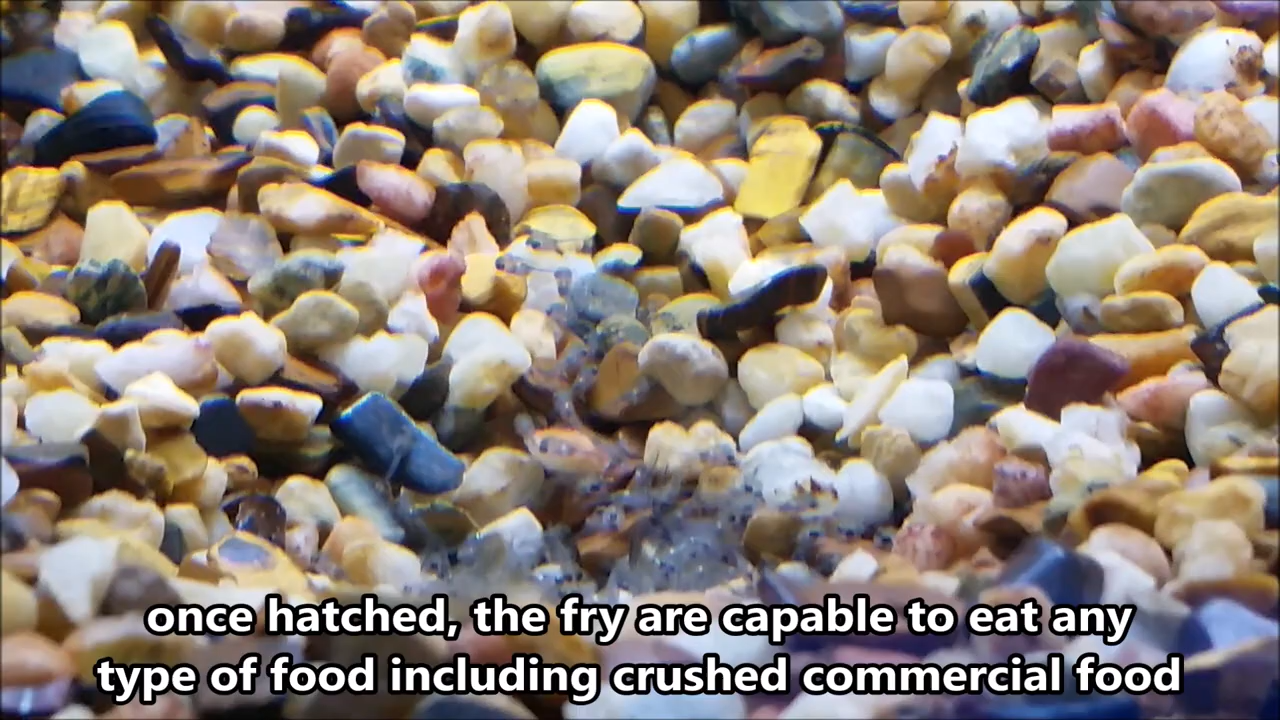 once hatched, the fry are capable to eat any
type of food including crushed commercial food